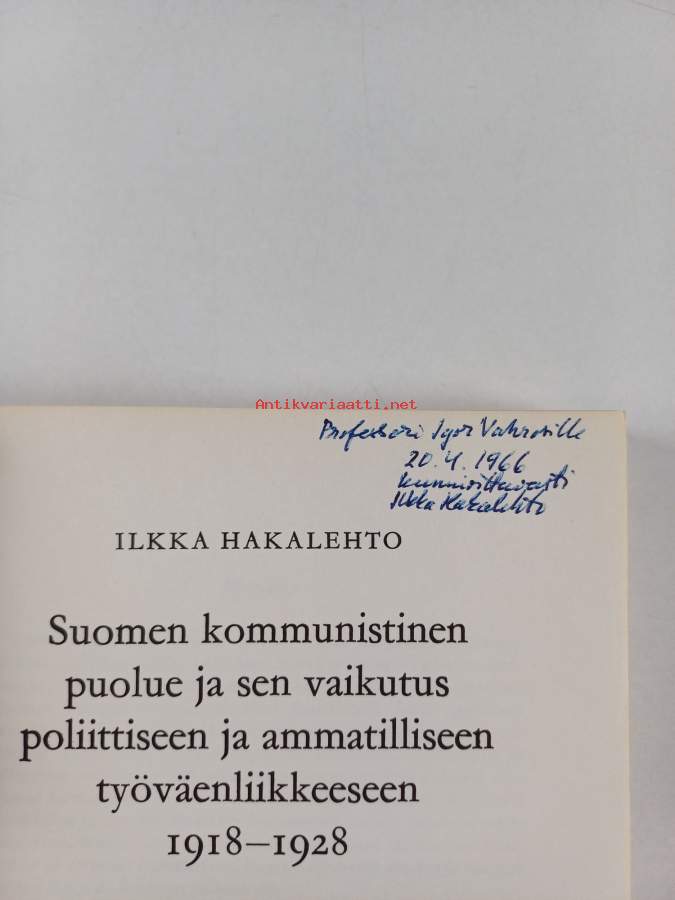 Antikvariaatti.net
Professori Igor Vahrosille
20.4.1966
kunnioittavasti
Ilkka Hakalehto
ILKKA HAKALEHTO
Suomen kommunistinen
puolue ja sen vaikutus
poliittiseen ja ammatilliseen
työväenliikkeeseen
1918–1928